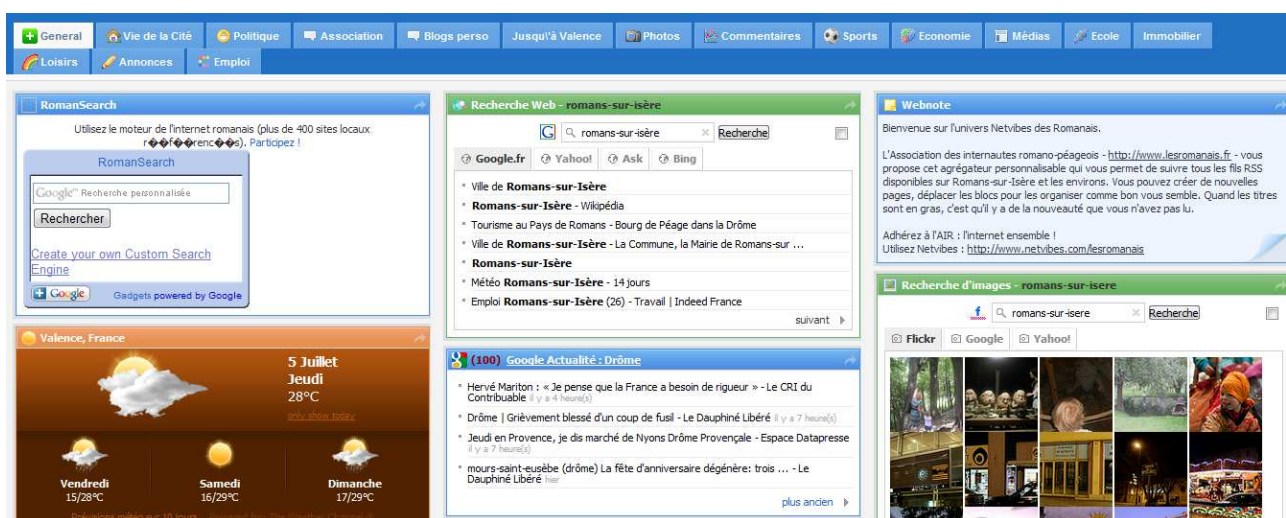 General Vie de la Cité Politique Association Blogs perso Jusqu\'à Valence Photos Commentaires Sports Economie Médias Ecole Immobilier
Loisirs Annonces Emploi
RomanSearch
Utilisez le moteur de l'internet romanais (plus de 400 sites locaux
r��f��renc��s). Participez !
RomanSearch
Google™ Recherche personnalisée
Rechercher
Create your own Custom Search
Engine
Google Gadgets powered by Google
Valence, France
5 Juillet
Jeudi
28°C
only show today
Vendredi Samedi Dimanche
15/28°C 16/29°C 17/29°C
Prévisions météo sur 10 jours
Recherche Web - romans-sur-isère
romans-sur-isère Recherche
Google.fr Yahoo! Ask Bing
Ville de Romans-sur-Isère
Romans-sur-Isère - Wikipédia
Tourisme au Pays de Romans - Bourg de Péage dans la Drôme
Ville de Romans-sur-Isère - La Commune, la Mairie de Romans-sur ...
Romans-sur-Isère
Météo Romans-sur-Isère - 14 jours
Emploi Romans-sur-Isère (26) - Travail | Indeed France
suivant
(100) Google Actualité : Drôme
Hervé Mariton : « Je pense que la France a besoin de rigueur » - Le CRI du
Contribuable il y a 4 heure(s)
Drôme | Grièvement blessé d'un coup de fusil - Le Dauphiné Libéré il y a 7 heure(s)
Jeudi en Provence, je dis marché de Nyons Drôme Provençale - Espace Datapresse
il y a 7 heure(s)
mours-saint-eusèbe (drôme) La fête d'anniversaire dégénère: trois ... - Le
Dauphiné Libéré hier
plus ancien
Webnote
Bienvenue sur l'univers Netvibes des Romanais.
L'Association des internautes romano-péageois - http://www.lesromanais.fr - vous
propose cet agrégateur personnalisable qui vous permet de suivre tous les fils RSS
disponibles sur Romans-sur-Isère et les environs. Vous pouvez créer de nouvelles
pages, déplacer les blocs pour les organiser comme bon vous semble. Quand les titres
sont en gras, c'est qu'il y a de la nouveauté que vous n'avez pas lu.
Adhérez à l'AIR : l'internet ensemble !
Utilisez Netvibes : http://www.netvibes.com/lesromanais
Recherche d'images - romans-sur-isere
romans-sur-isere Recherche
Flickr Google Yahoo!